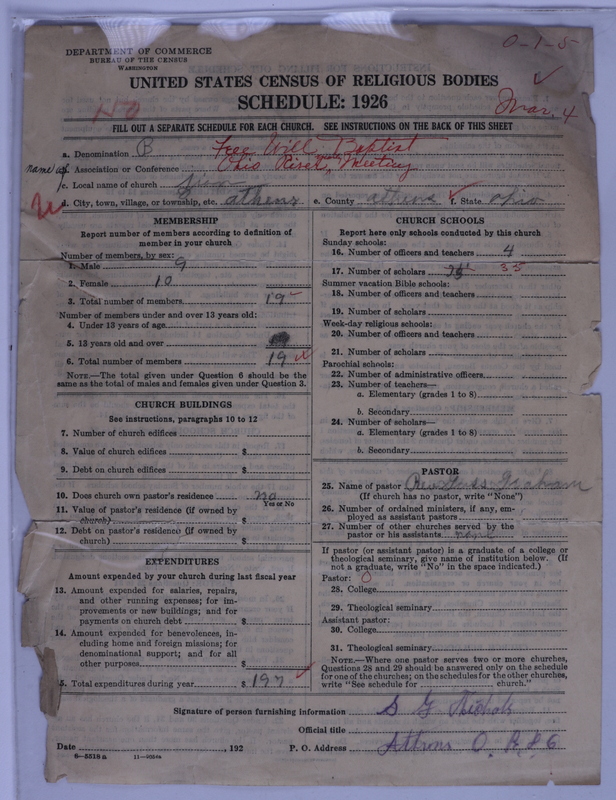 0-1-5
DEPARTMENT OF COMMERCE
BUREAU OF THE CENSUS
WASHINGTON
UNITED STATES CENSUS OF RELIGIOUS BODIES
SCHEDULE: 1926
Mar. 4
FILL OUT A SEPARATE SCHEDULE FOR EACH CHURCH. SEE INSTRUCTIONS ON THE BACK OF THIS SHEET
a. Denomination B Free Will Baptist
name of Association or Conference Ohio River Meeting
c. Local name of church
d. City, town, village, or township, etc. athens e. County athens f. State ohio
MEMBERSHIP
Report number of members according to definition of
member in your church
Number of members, by sex:
1. Male 9
2. Female 10
3. Total number of members 19
Number of members under and over 13 years old:
4. Under 13 years of age
5. 13 years old and over
6. Total number of members 19
NOTE.—The total given under Question 6 should be the
same as the total of males and females given under Question 3.
CHURCH BUILDINGS
See instructions, paragraphs 10 to 12
7. Number of church edifices
8. Value of church edifices $
9. Debt on church edifices $
10. Does church own pastor's residence no
Yes or No
11. Value of pastor's residence (if owned by
church) $
12. Debt on pastor's residence (if owned by
church) $
EXPENDITURES
Amount expended by your church during last fiscal year
13. Amount expended for salaries, repairs,
and other running expenses; for im-
provements or new buildings; and for
payments on church debt $
14. Amount expended for benevolences, in-
cluding home and foreign missions; for
denominational support; and for all
other purposes $
5. Total expenditures during year $ 197
CHURCH SCHOOLS
Report here only schools conducted by this church
Sunday schools:
16. Number of officers and teachers 4
17. Number of scholars 35
Summer vacation Bible schools:
18. Number of officers and teachers
19. Number of scholars
Week-day religious schools:
20. Number of officers and teachers
21. Number of scholars
Parochial schools:
22. Number of administrative officers
23. Number of teachers—
a. Elementary (grades 1 to 8)
b. Secondary
24. Number of scholars—
a. Elementary (grades 1 to 8)
b. Secondary
PASTOR
25. Name of pastor Rev Graham
(If church has no pastor, write "None")
26. Number of ordained ministers, if any, em-
ployed as assistant pastors
27. Number of other churches served by the
pastor or his assistants none
If pastor (or assistant pastor) is a graduate of a college or
theological seminary, give name of institution below. (If
not a graduate, write "No" in the space indicated.)
Pastor: 0
28. College
29. Theological seminary
Assistant pastor:
30. College
31. Theological seminary
NOTE.—Where one pastor serves two or more churches,
Questions 28 and 29 should be answered only on the schedule
for one of the churches; on the schedules for the other churches,
write "See schedule for church."
Signature of person furnishing information S G Nichols
Official title
Date , 192 P. O. Address Athens O. R # 6
6—5518a 11—9054a